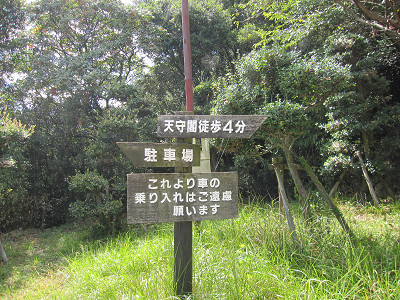 天守閣徒歩4分
駐車場
これより車の
乗り入れはご遠慮
願います